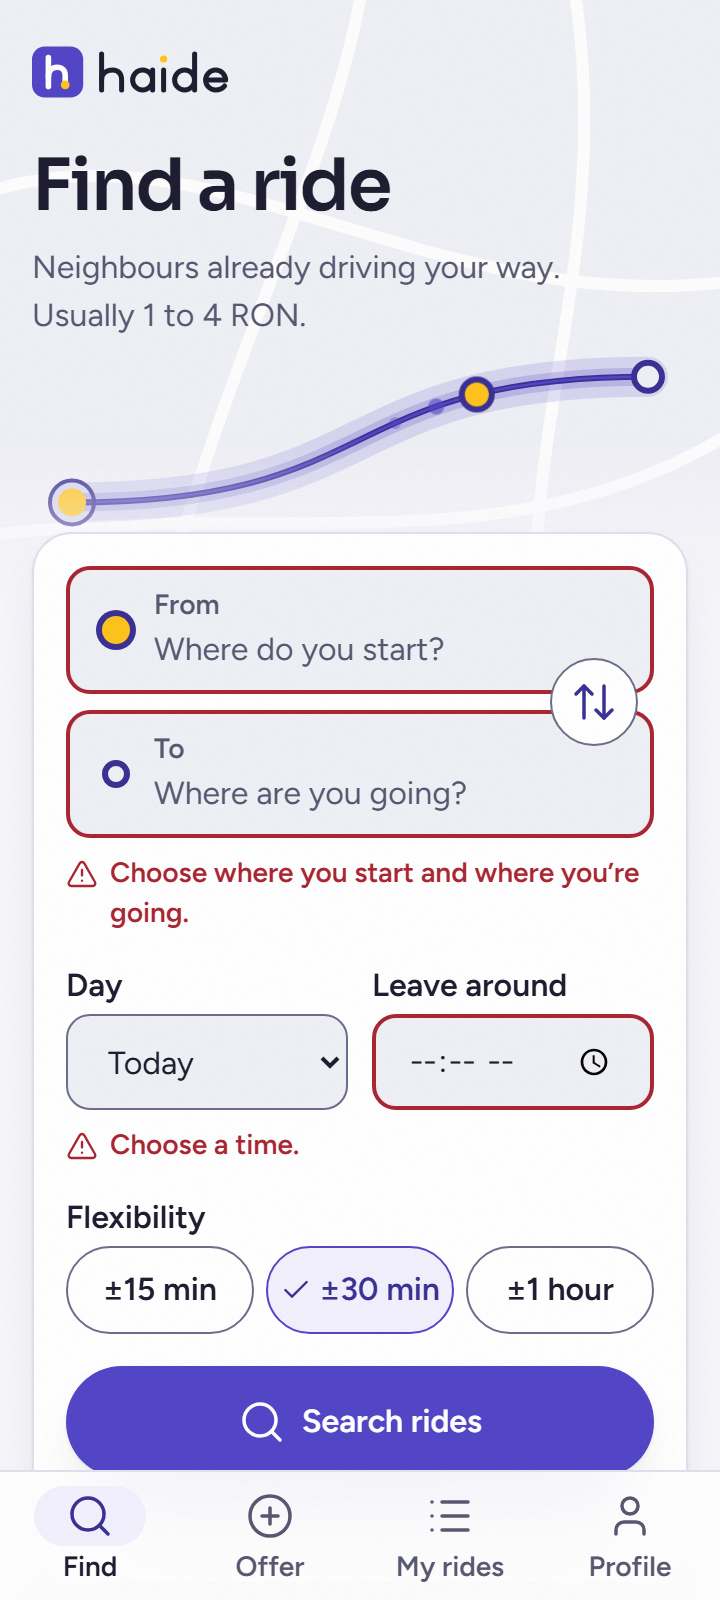 haide
Find a ride
Neighbours already driving your way.
Usually 1 to 4 RON.
From
Where do you start?
To
Where are you going?
Choose where you start and where you’re
going.
Day
Leave around
Today
--:-- --
Choose a time.
Flexibility
±15 min
±30 min
±1 hour
Search rides
Find
Offer
My rides
Profile